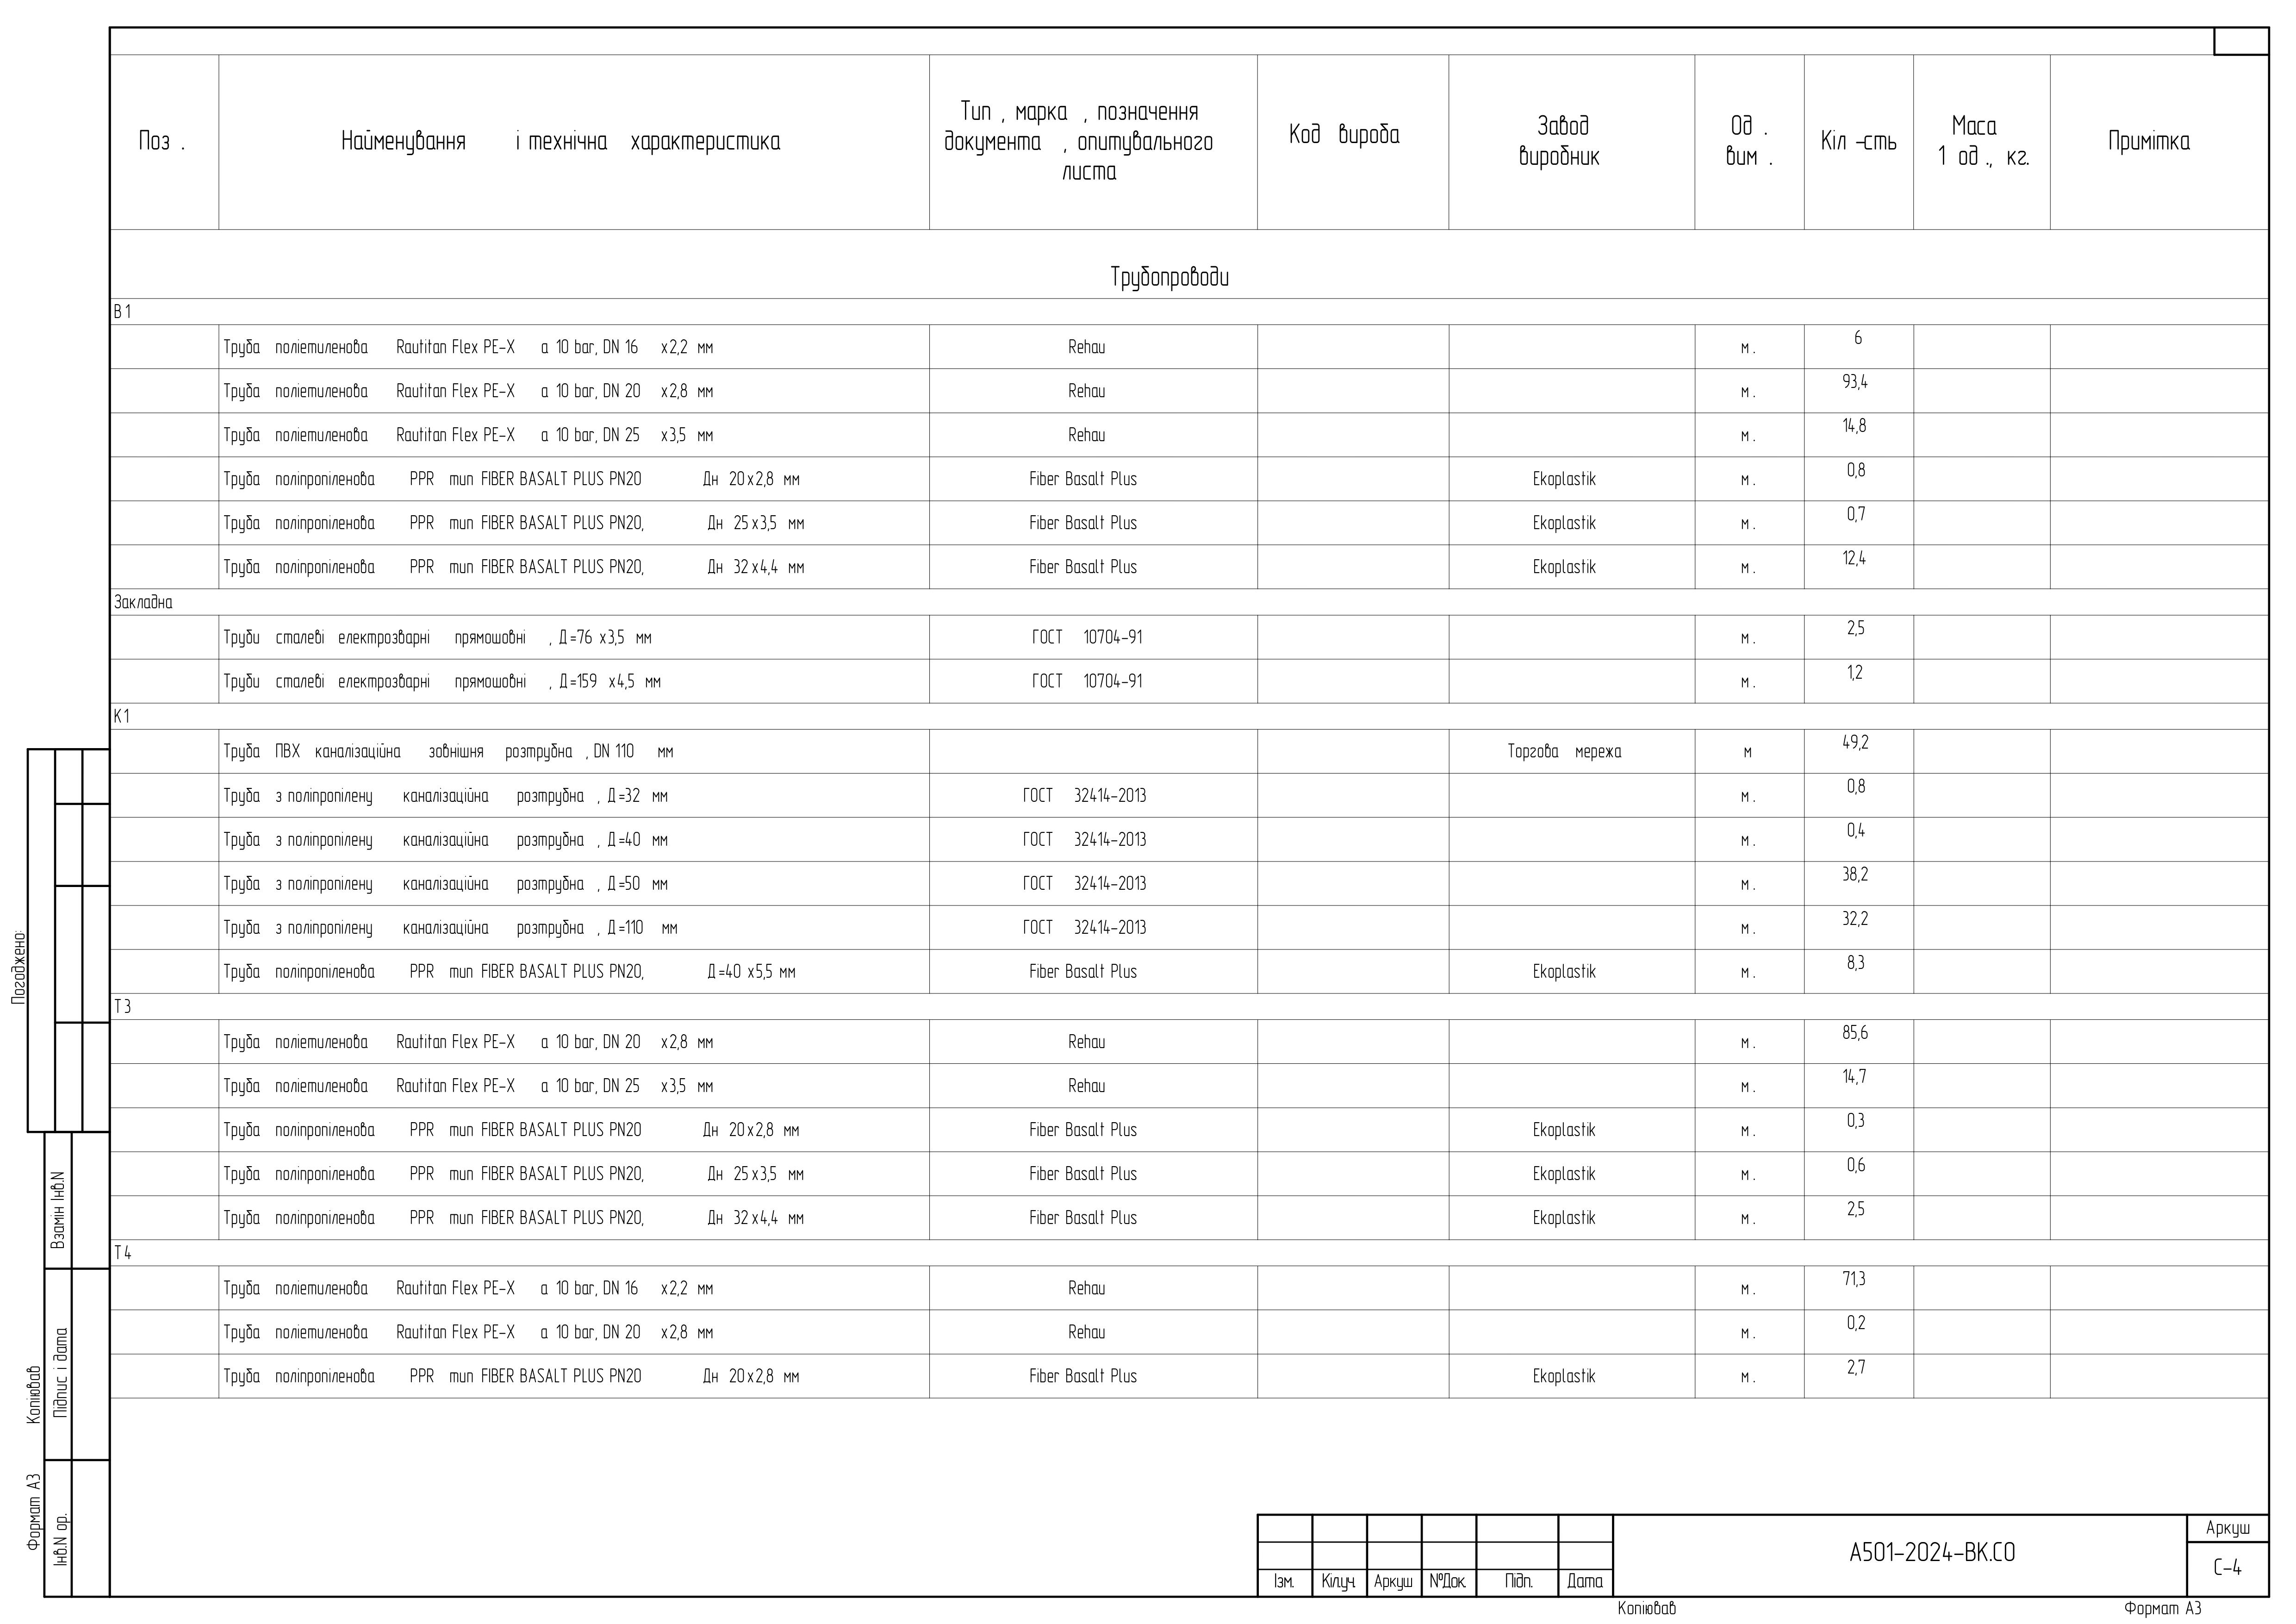 Поз . Найменування і технічна характеристика Тип , марка , позначення документа , опитувального листа Код вироба Завод виробник Од . вим . Кіл -сть Маса 1 од ., кг. Примітка
Трубопроводи
В1
Труба поліетиленова Rautitan Flex PE-X a 10 bar, DN 16 x2,2 мм Rehau м . 6
Труба поліетиленова Rautitan Flex PE-X a 10 bar, DN 20 x2,8 мм Rehau м . 93,4
Труба поліетиленова Rautitan Flex PE-X a 10 bar, DN 25 x3,5 мм Rehau м . 14,8
Труба поліпропіленова PPR тип FIBER BASALT PLUS PN20 Дн 20x2,8 мм Fiber Basalt Plus Ekoplastik м . 0,8
Труба поліпропіленова PPR тип FIBER BASALT PLUS PN20, Дн 25x3,5 мм Fiber Basalt Plus Ekoplastik м . 0,7
Труба поліпропіленова PPR тип FIBER BASALT PLUS PN20, Дн 32x4,4 мм Fiber Basalt Plus Ekoplastik м . 12,4
Закладна
Труби сталеві електрозварні прямошовні , Д=76 x3,5 мм ГОСТ 10704-91 м . 2,5
Труби сталеві електрозварні прямошовні , Д=159 x4,5 мм ГОСТ 10704-91 м . 1,2
К1
Труба ПВХ каналізаційна зовнішня розтрубна , DN 110 мм Торгова мережа м 49,2
Труба з поліпропілену каналізаційна розтрубна , Д=32 мм ГОСТ 32414-2013 м . 0,8
Труба з поліпропілену каналізаційна розтрубна , Д=40 мм ГОСТ 32414-2013 м . 0,4
Труба з поліпропілену каналізаційна розтрубна , Д=50 мм ГОСТ 32414-2013 м . 38,2
Труба з поліпропілену каналізаційна розтрубна , Д=110 мм ГОСТ 32414-2013 м . 32,2
Труба поліпропіленова PPR тип FIBER BASALT PLUS PN20, Д=40 x5,5 мм Fiber Basalt Plus Ekoplastik м . 8,3
Т3
Труба поліетиленова Rautitan Flex PE-X a 10 bar, DN 20 x2,8 мм Rehau м . 85,6
Труба поліетиленова Rautitan Flex PE-X a 10 bar, DN 25 x3,5 мм Rehau м . 14,7
Труба поліпропіленова PPR тип FIBER BASALT PLUS PN20 Дн 20x2,8 мм Fiber Basalt Plus Ekoplastik м . 0,3
Труба поліпропіленова PPR тип FIBER BASALT PLUS PN20, Дн 25x3,5 мм Fiber Basalt Plus Ekoplastik м . 0,6
Труба поліпропіленова PPR тип FIBER BASALT PLUS PN20, Дн 32x4,4 мм Fiber Basalt Plus Ekoplastik м . 2,5
Т4
Труба поліетиленова Rautitan Flex PE-X a 10 bar, DN 16 x2,2 мм Rehau м . 71,3
Труба поліетиленова Rautitan Flex PE-X a 10 bar, DN 20 x2,8 мм Rehau м . 0,2
Труба поліпропіленова PPR тип FIBER BASALT PLUS PN20 Дн 20x2,8 мм Fiber Basalt Plus Ekoplastik м . 2,7
Погоджено:
Взамін Інв.N
Підпис і дата
Інв.N ор.
Формат А3 Копіював
Ізм. Кіл.уч. Аркуш №Док. Підп. Дата
А501-2024-ВК.СО
Аркуш
С-4
Копіював Формат А3